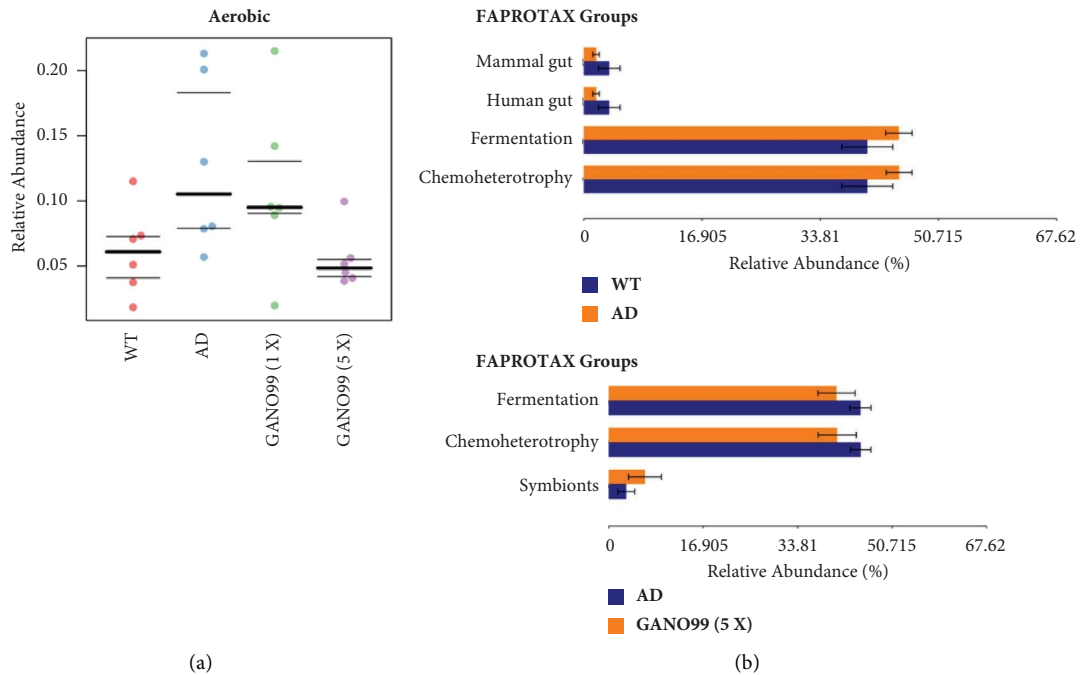 Aerobic
Relative Abundance
0.20
0.15
0.10
0.05
WT
AD
GANO99 (1 X)
GANO99 (5 X)
(a)
FAPROTAX Groups
Mammal gut
Human gut
Fermentation
Chemoheterotrophy
0 16.905 33.81 50.715 67.62
Relative Abundance (%)
WT
AD
FAPROTAX Groups
Fermentation
Chemoheterotrophy
Symbionts
0 16.905 33.81 50.715 67.62
Relative Abundance (%)
AD
GANO99 (5 X)
(b)